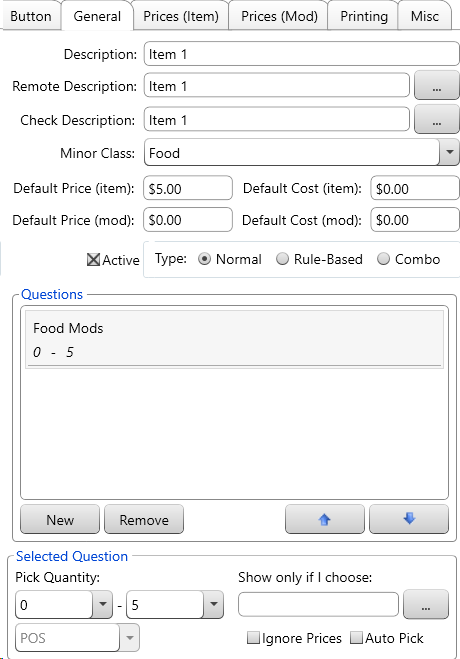 Button General Prices (Item) Prices (Mod) Printing Misc
Description: Item 1
Remote Description: Item 1 ...
Check Description: Item 1 ...
Minor Class: Food
Default Price (item): $5.00 Default Cost (item): $0.00
Default Price (mod): $0.00 Default Cost (mod): $0.00
Active Type: Normal Rule-Based Combo
Questions
Food Mods
0 - 5
New Remove
Selected Question
Pick Quantity: Show only if I choose:
0 - 5 ...
POS Ignore Prices Auto Pick